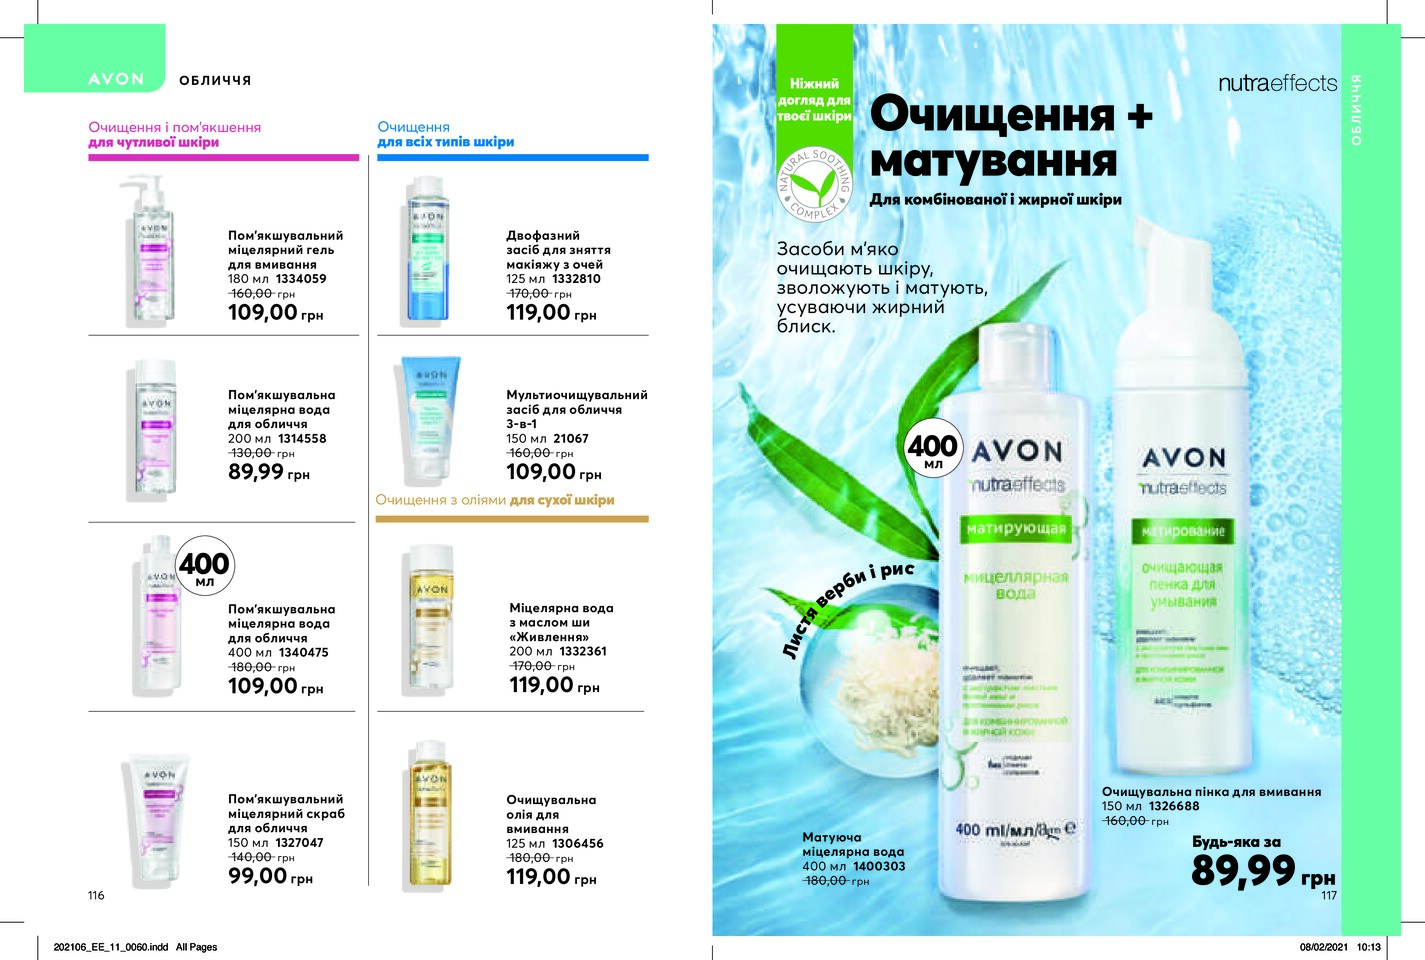 AVON
ОБЛИЧЧЯ
Очищення і пом'якшення
для чутливої шкіри
Пом'якшувальний
міцелярний гель
для вмивання
180 мл 1334059
160,00 грн
109,00 грн
Пом'якшувальна
міцелярна вода
для обличчя
200 мл 1314558
130,00 грн
89,99 грн
400
мл
Пом'якшувальна
міцелярна вода
для обличчя
400 мл 1340475
180,00 грн
109,00 грн
Пом'якшувальний
міцелярний скраб
для обличчя
150 мл 1327047
140,00 грн
99,00 грн
116
Очищення
для всіх типів шкіри
Двофазний
засіб для зняття
макіяжу з очей
125 мл 1332810
170,00 грн
119,00 грн
Мультиочищувальний
засіб для обличчя
3-в-1
150 мл 21067
160,00 грн
109,00 грн
Очищення з оліями для сухої шкіри
Міцелярна вода
з маслом ши
«Живлення»
200 мл 1332361
170,00 грн
119,00 грн
Очищувальна
олія для
вмивання
125 мл 1306456
180,00 грн
119,00 грн
Ніжний
догляд для
твоєї шкіри
NATURAL SOOTHING
COMPLEX
nutraeffects
ОБЛИЧЧЯ
Очищення +
матування
Для комбінованої і жирної шкіри
Засоби м'яко
очищають шкіру,
зволожують і матують,
усуваючи жирний
блиск.
400
мл
Листя верби і рис
AVON
nutraeffects
матирующая
мицеллярная
вода
очищает,
удаляет макияж
для комбинированной
и жирной кожи
400 ml/мл
AVON
nutraeffects
матирование
очищающая
пенка для
умывания
для комбинированной
и жирной кожи
Очищувальна пінка для вмивання
150 мл 1326688
160,00 грн
Матуюча
міцелярна вода
400 мл 1400303
180,00 грн
Будь-яка за
89,99 грн
117
202106_EE_11_0060.indd All Pages
08/02/2021 10:13